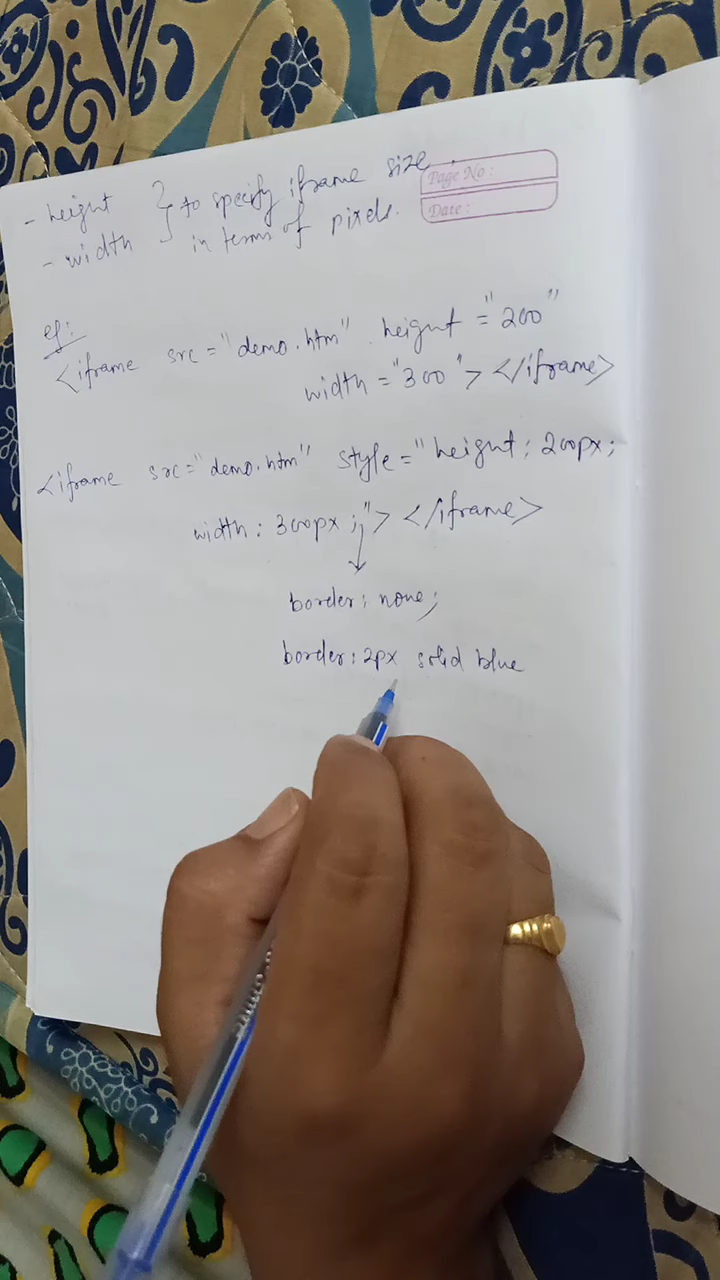 - height } to specify iframe size.
- width in terms of pixels.
Page No :
Date :
eg:
<iframe src="demo.htm" height="200"
width="300"></iframe>
<iframe src="demo.htm" style="height: 200px;
width: 300px;"></iframe>
border: none;
border: 2px solid blue